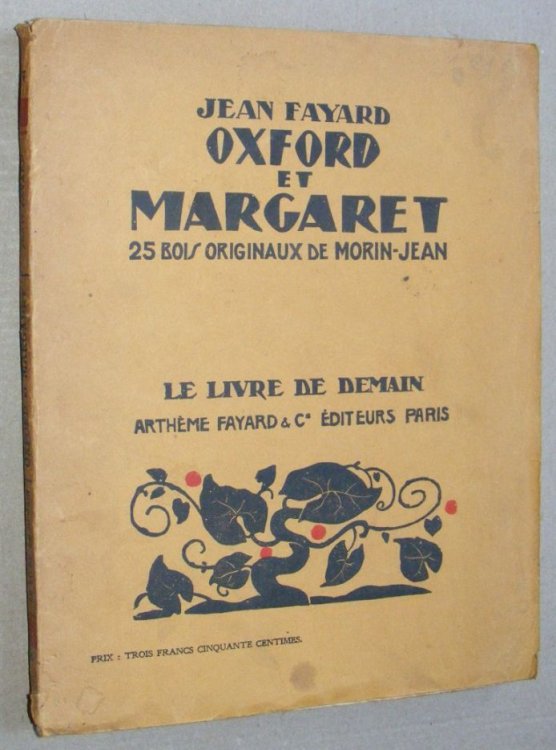 JEAN FAYARD
OXFORD
ET
MARGARET
25 BOIS ORIGINAUX DE MORIN-JEAN
LE LIVRE DE DEMAIN
ARTHÈME FAYARD & Cⁱᵉ ÉDITEURS PARIS
PRIX : TROIS FRANCS CINQUANTE CENTIMES.